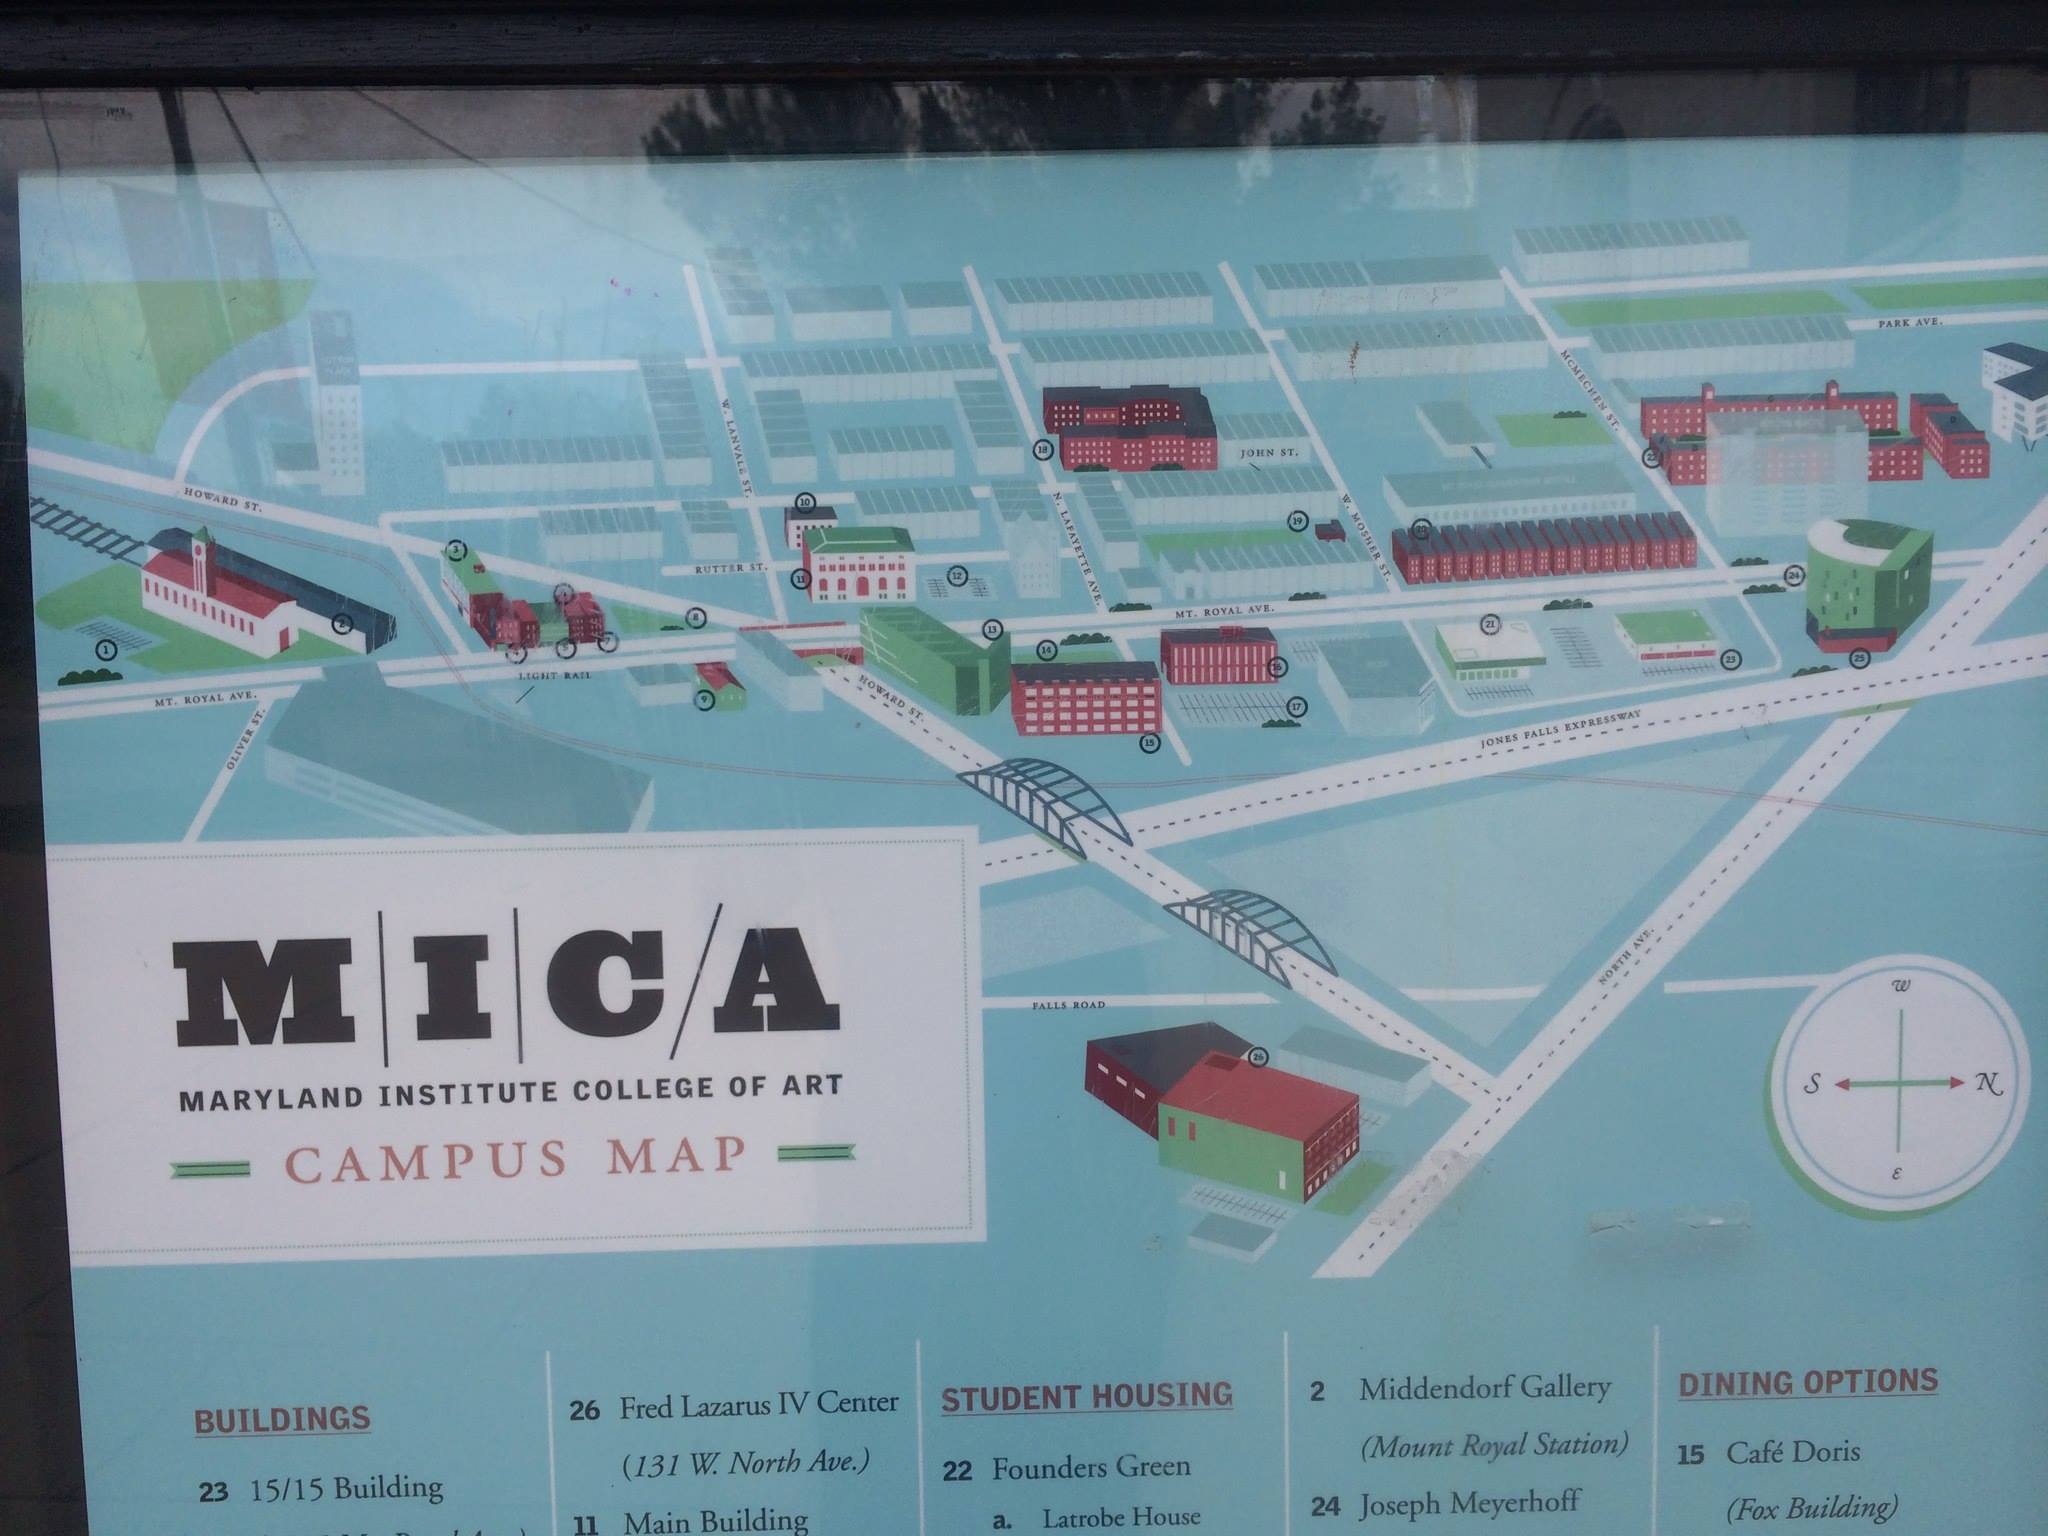 PARK AVE.
MCMECHEN ST.
W. LANVALE ST.
JOHN ST.
18
22
HOWARD ST.
10
N. LAFAYETTE AVE.
W. MOSHER ST.
19
20
3
RUTTER ST.
11
12
24
MT. ROYAL AVE.
1
2
8
13
21
14
7
16
23
25
LIGHT RAIL
9
MT. ROYAL AVE.
HOWARD ST.
17
OLIVER ST.
15
JONES FALLS EXPRESSWAY
NORTH AVE.
FALLS ROAD
W
S
N
E
26
M|I|C/A
MARYLAND INSTITUTE COLLEGE OF ART
CAMPUS MAP
BUILDINGS
23 15/15 Building
26 Fred Lazarus IV Center
(131 W. North Ave.)
11 Main Building
STUDENT HOUSING
22 Founders Green
a. Latrobe House
2 Middendorf Gallery
(Mount Royal Station)
24 Joseph Meyerhoff
DINING OPTIONS
15 Café Doris
(Fox Building)